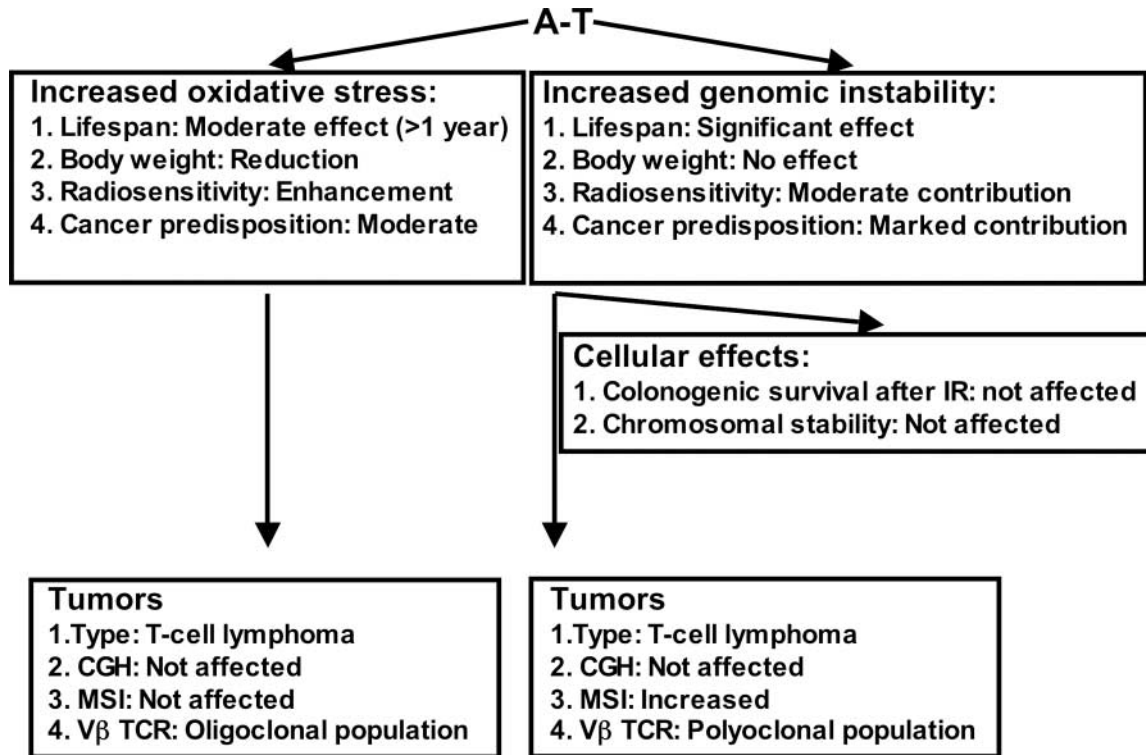 A-T
Increased oxidative stress:
1. Lifespan: Moderate effect (>1 year)
2. Body weight: Reduction
3. Radiosensitivity: Enhancement
4. Cancer predisposition: Moderate
Increased genomic instability:
1. Lifespan: Significant effect
2. Body weight: No effect
3. Radiosensitivity: Moderate contribution
4. Cancer predisposition: Marked contribution
Cellular effects:
1. Colonogenic survival after IR: not affected
2. Chromosomal stability: Not affected
Tumors
1.Type: T-cell lymphoma
2. CGH: Not affected
3. MSI: Not affected
4. Vβ TCR: Oligoclonal population
Tumors
1.Type: T-cell lymphoma
2. CGH: Not affected
3. MSI: Increased
4. Vβ TCR: Polyoclonal population